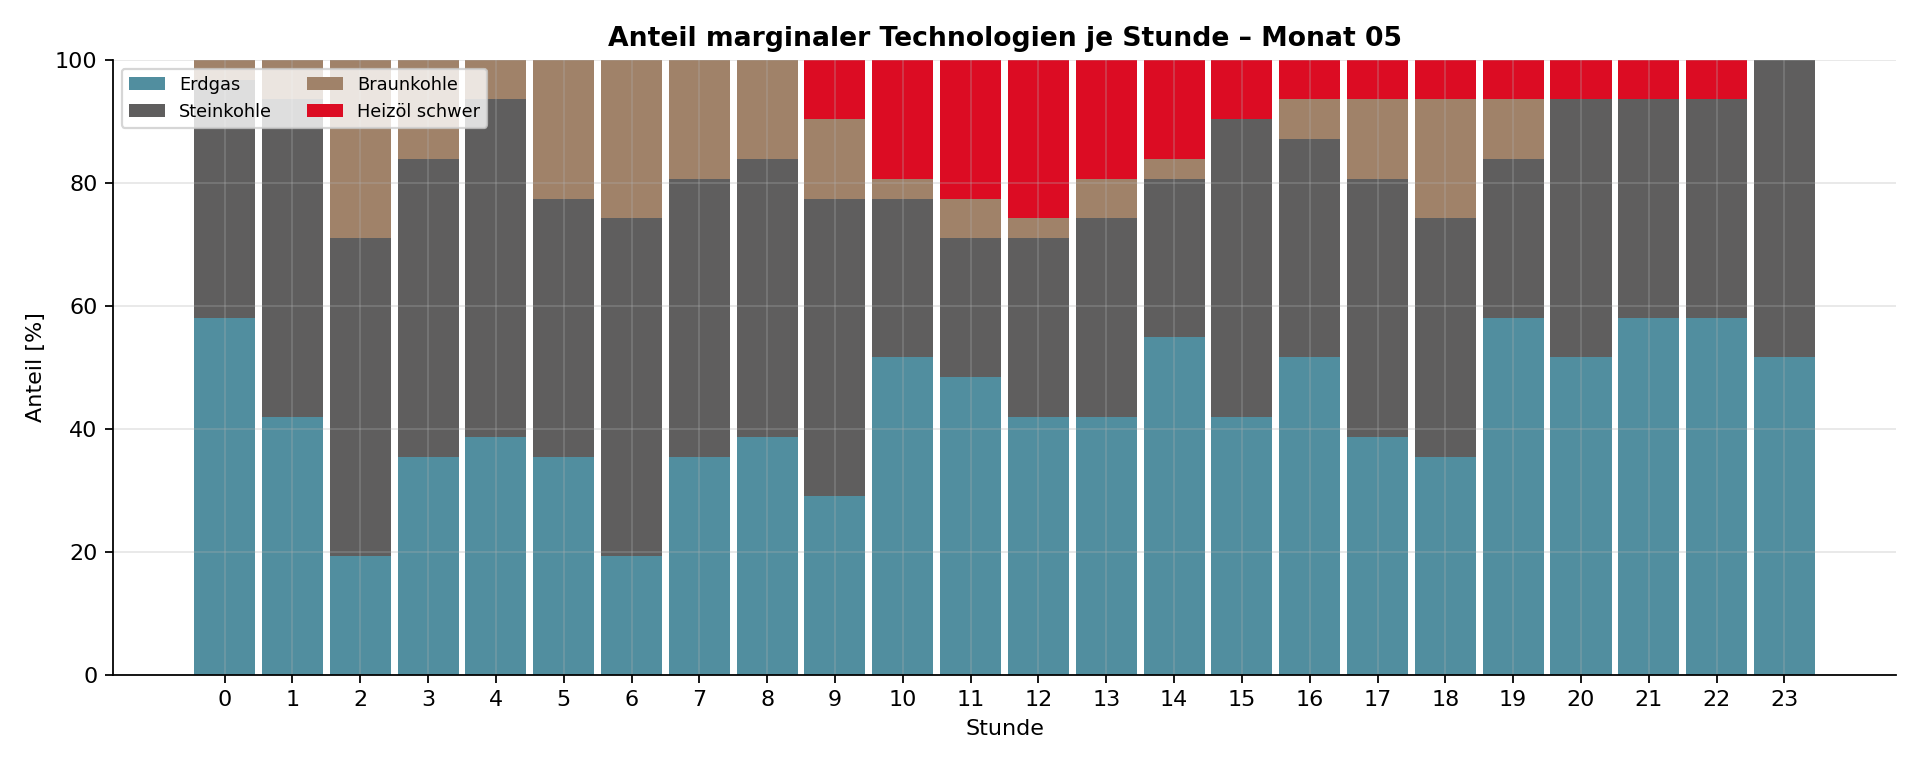 Anteil marginaler Technologien je Stunde – Monat 05
Erdgas
Steinkohle
Braunkohle
Heizöl schwer
Anteil [%]
100
80
60
40
20
0
0 1 2 3 4 5 6 7 8 9 10 11 12 13 14 15 16 17 18 19 20 21 22 23
Stunde